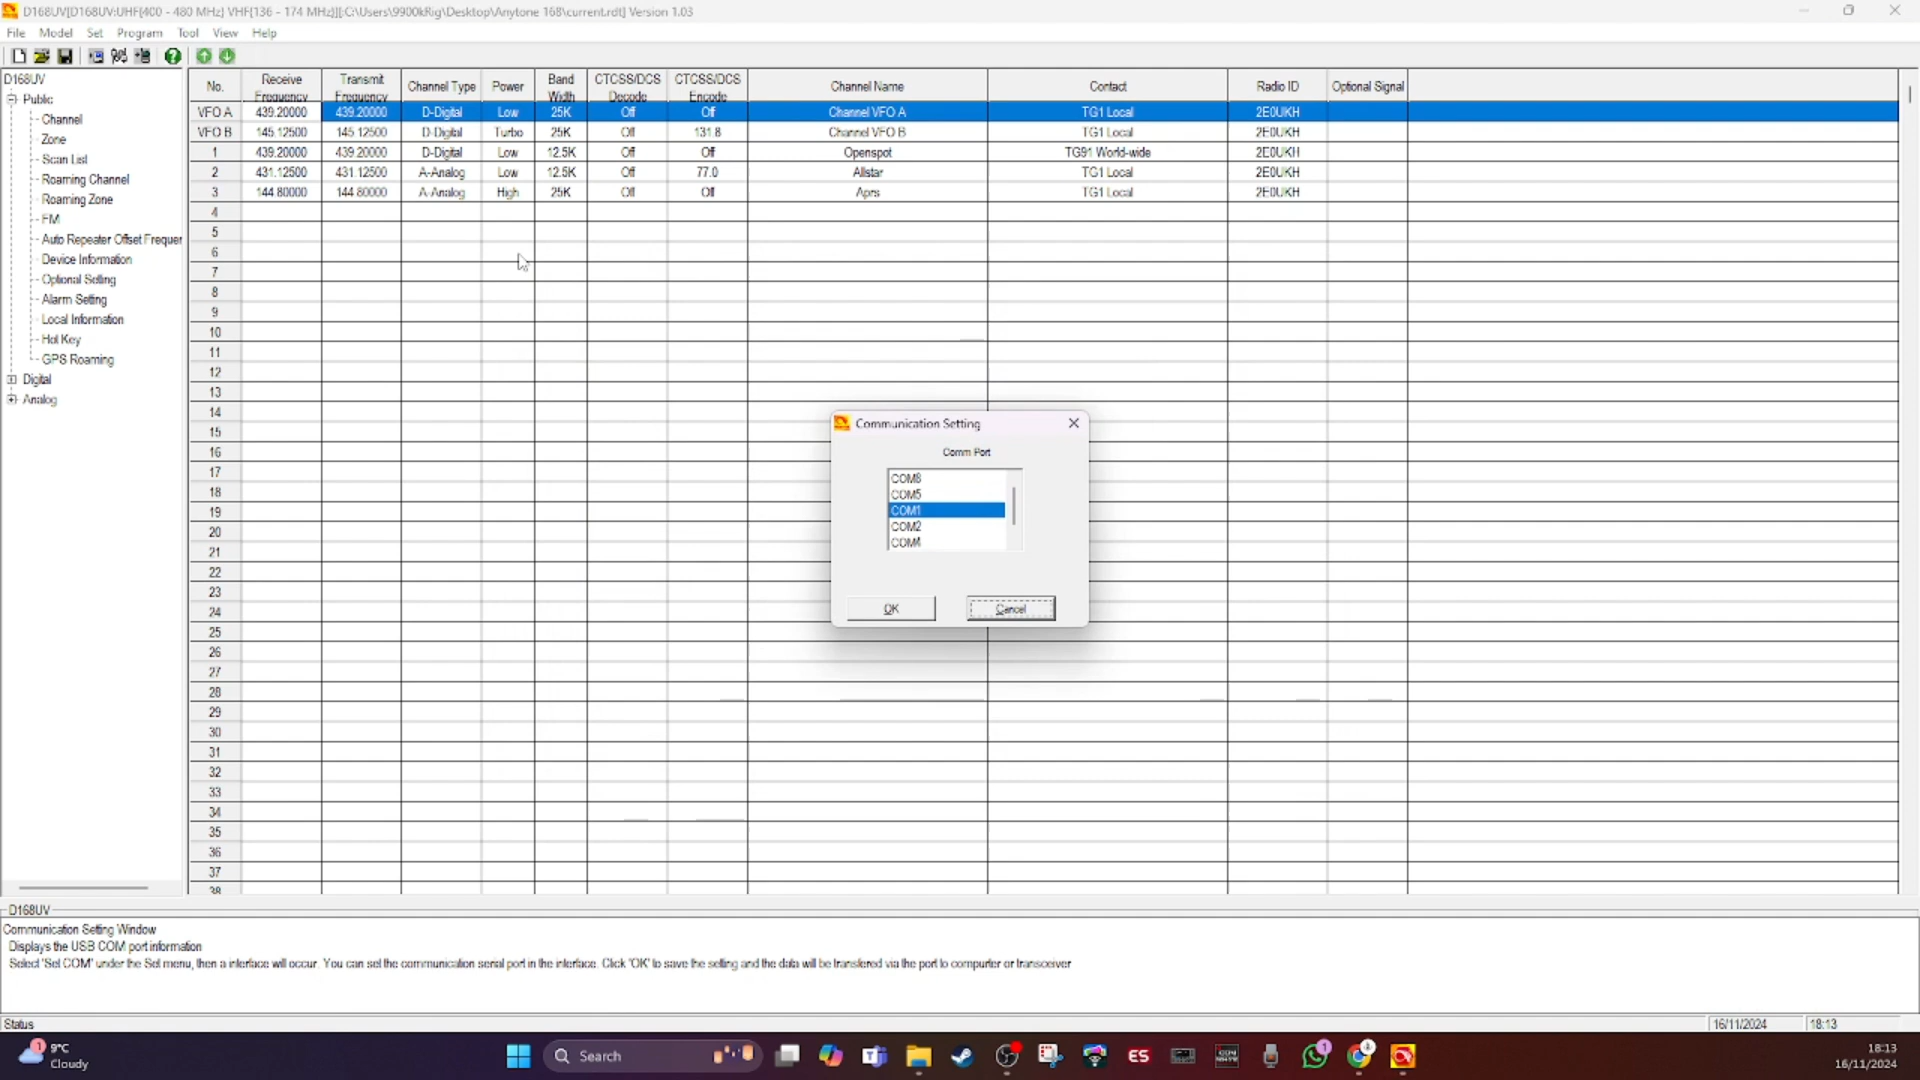 D168UV[D168UV:UHF{400 - 480 MHz} VHF{136 - 174 MHz}][:C:\Users\9900kRig\Desktop\Anytone 168\current.rdt] Version 1.03
File Model Set Program Tool View Help
D168UV
Public
Channel
Zone
Scan List
Roaming Channel
Roaming Zone
FM
Auto Repeater Offset Frequer
Device Information
Optional Setting
Alarm Setting
Local Information
Hot Key
GPS Roaming
Digital
Analog
No. Receive Frequency Transmit Frequency Channel Type Power Band Width CTCSS/DCS Decode CTCSS/DCS Encode Channel Name Contact Radio ID Optional Signal
VFO A 439.20000 439.20000 D-Digital Low 25K Off Off Channel VFO A TG1 Local 2E0UKH
VFO B 145.12500 145.12500 D-Digital Turbo 25K Off 131.8 Channel VFO B TG1 Local 2E0UKH
1 439.20000 439.20000 D-Digital Low 12.5K Off Off Openspot TG91 World-wide 2E0UKH
2 431.12500 431.12500 A-Analog Low 12.5K Off 77.0 Allstar TG1 Local 2E0UKH
3 144.80000 144.80000 A-Analog High 25K Off Off Aprs TG1 Local 2E0UKH
4
5
6
7
8
9
10
11
12
13
14
15
16
17
18
19
20
21
22
23
24
25
26
27
28
29
30
31
32
33
34
35
36
37
38
Communication Setting
Comm Port
COM8
COM5
COM1
COM2
COM4
OK Cancel
D168UV
Communication Setting Window
Displays the USB COM port information
Select 'Set COM' under the Set menu, then a interface will occur. You can set the communication serial port in the interface. Click 'OK' to save the setting and the data will be transfered via the port to compurter or transceiver
Status 16/11/2024 18:13
1 9°C
Cloudy
Search
ES
1
18:13
16/11/2024